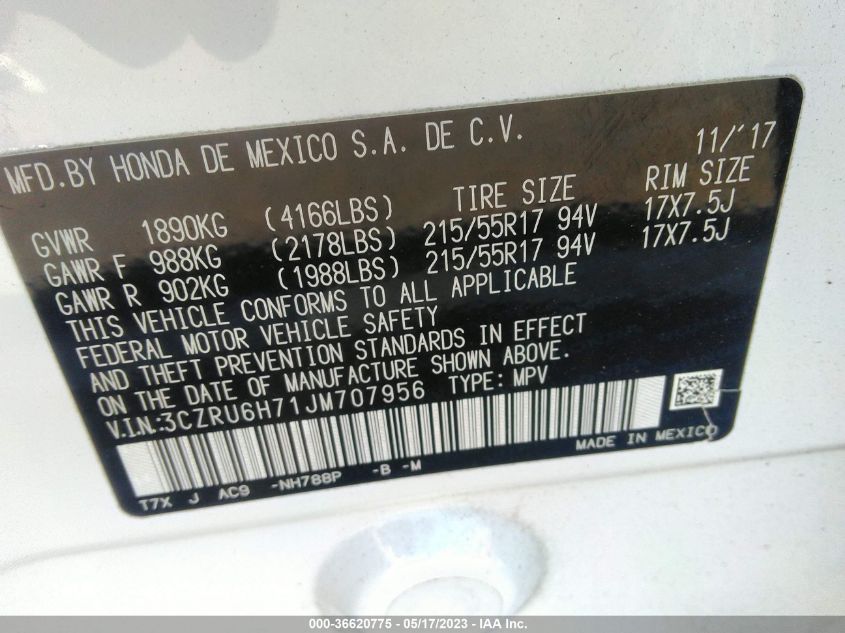 MFD.BY HONDA DE MEXICO S.A. DE C.V. 11/'17
TIRE SIZE RIM SIZE
GVWR 1890KG (4166LBS)
GAWR F 988KG (2178LBS) 215/55R17 94V 17X7.5J
GAWR R 902KG (1988LBS) 215/55R17 94V 17X7.5J
THIS VEHICLE CONFORMS TO ALL APPLICABLE
FEDERAL MOTOR VEHICLE SAFETY
AND THEFT PREVENTION STANDARDS IN EFFECT
ON THE DATE OF MANUFACTURE SHOWN ABOVE.
V.I.N.:3CZRU6H71JM707956 TYPE: MPV
MADE IN MEXICO
T7X J AC9 -NH788P -B -M
000-36620775 - 05/17/2023 - IAA Inc.